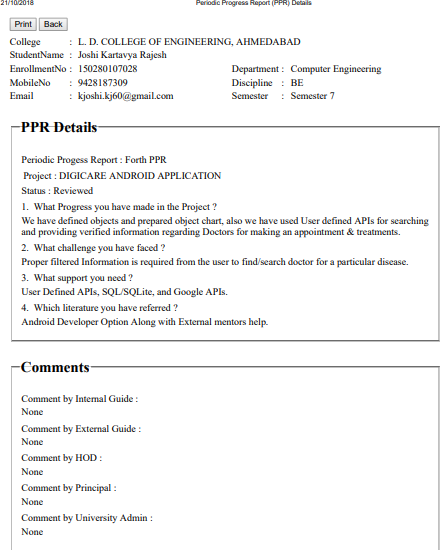 21/10/2018 Periodic Progress Report (PPR) Details
Print Back
College : L. D. COLLEGE OF ENGINEERING, AHMEDABAD
StudentName : Joshi Kartavya Rajesh
EnrollmentNo : 150280107028 Department : Computer Engineering
MobileNo : 9428187309 Discipline : BE
Email : kjoshi.kj60@gmail.com Semester : Semester 7
PPR Details
Periodic Progess Report : Forth PPR
Project : DIGICARE ANDROID APPLICATION
Status : Reviewed
1. What Progress you have made in the Project ?
We have defined objects and prepared object chart, also we have used User defined APIs for searching
and providing verified information regarding Doctors for making an appointment & treatments.
2. What challenge you have faced ?
Proper filtered Information is required from the user to find/search doctor for a particular disease.
3. What support you need ?
User Defined APIs, SQL/SQLite, and Google APIs.
4. Which literature you have referred ?
Android Developer Option Along with External mentors help.
Comments
Comment by Internal Guide :
None
Comment by External Guide :
None
Comment by HOD :
None
Comment by Principal :
None
Comment by University Admin :
None